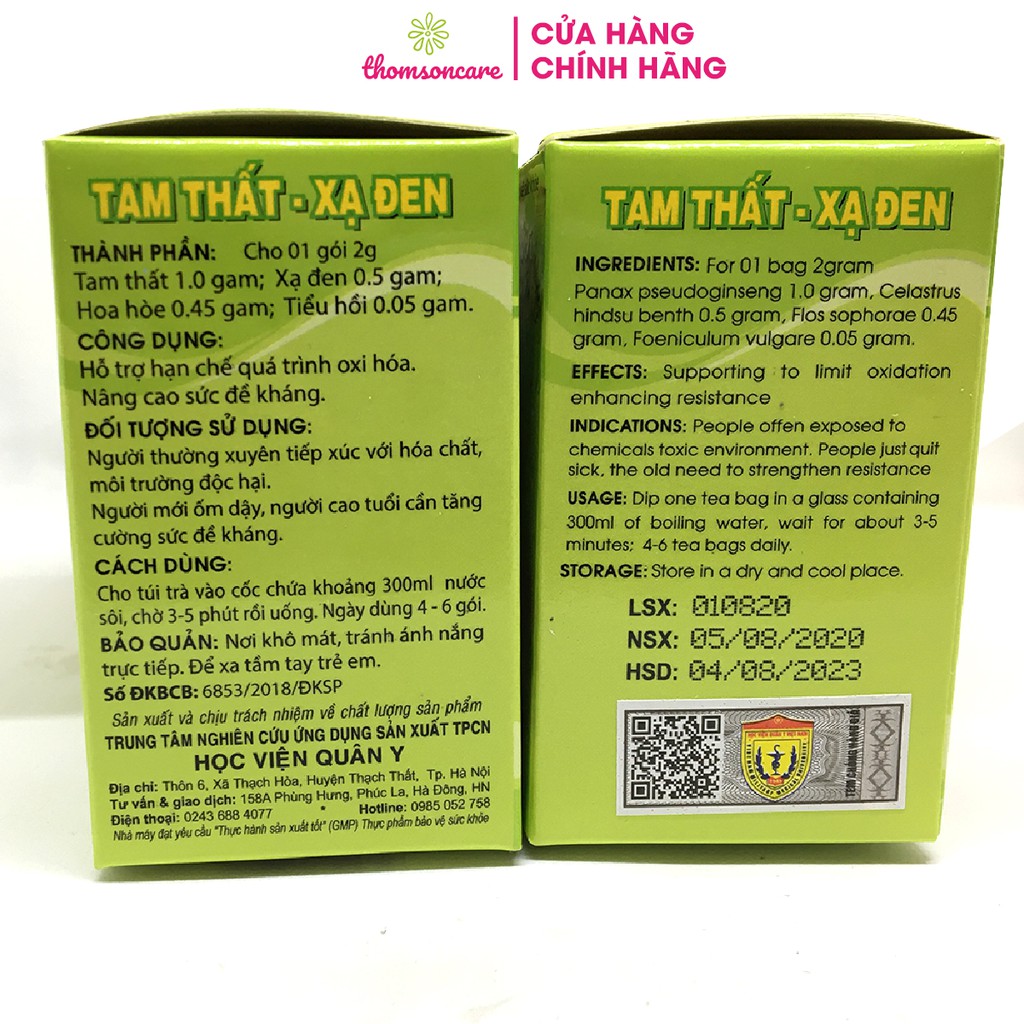 thomsoncare
CỬA HÀNG
CHÍNH HÃNG
TAM THẤT - XẠ ĐEN
THÀNH PHẦN: Cho 01 gói 2g
Tam thất 1.0 gam; Xạ đen 0.5 gam;
Hoa hòe 0.45 gam; Tiểu hồi 0.05 gam.
CÔNG DỤNG:
Hỗ trợ hạn chế quá trình oxi hóa.
Nâng cao sức đề kháng.
ĐỐI TƯỢNG SỬ DỤNG:
Người thường xuyên tiếp xúc với hóa chất,
môi trường độc hại.
Người mới ốm dậy, người cao tuổi cần tăng
cường sức đề kháng.
CÁCH DÙNG:
Cho túi trà vào cốc chứa khoảng 300ml nước
sôi, chờ 3-5 phút rồi uống. Ngày dùng 4 - 6 gói.
BẢO QUẢN: Nơi khô mát, tránh ánh nắng
trực tiếp. Để xa tầm tay trẻ em.
Số ĐKBCB: 6853/2018/ĐKSP
Sản xuất và chịu trách nhiệm về chất lượng sản phẩm
TRUNG TÂM NGHIÊN CỨU ỨNG DỤNG SẢN XUẤT TPCN
HỌC VIỆN QUÂN Y
Địa chỉ: Thôn 6, Xã Thạch Hòa, Huyện Thạch Thất, Tp. Hà Nội
Tư vấn & giao dịch: 158A Phùng Hưng, Phúc La, Hà Đông, HN
Điện thoại: 0243 688 4077 * Hotline: 0985 052 758
Nhà máy đạt yêu cầu "Thực hành sản xuất tốt" (GMP) Thực phẩm bảo vệ sức khỏe
TAM THẤT - XẠ ĐEN
INGREDIENTS: For 01 bag 2gram
Panax pseudoginseng 1.0 gram, Celastrus
hindsu benth 0.5 gram, Flos sophorae 0.45
gram, Foeniculum vulgare 0.05 gram.
EFFECTS: Supporting to limit oxidation
enhancing resistance
INDICATIONS: People offen exposed to
chemicals toxic environment. People just quit
sick, the old need to strengthen resistance
USAGE: Dip one tea bag in a glass containing
300ml of boiling water, wait for about 3-5
minutes; 4-6 tea bags daily.
STORAGE: Store in a dry and cool place.
LSX: 010820
NSX: 05/08/2020
HSD: 04/08/2023
TEM CHỐNG HÀNG GIẢ